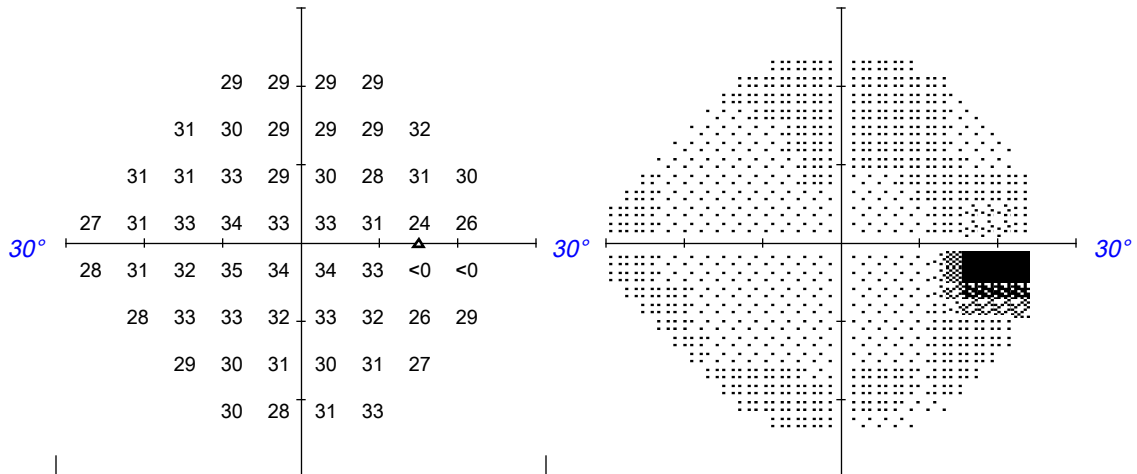 29 29 29 29
31 30 29 29 29 32
31 31 33 29 30 28 31 30
27 31 33 34 33 33 31 24 26
30° 30° 30°
28 31 32 35 34 34 33 <0 <0
28 33 33 32 33 32 26 29
29 30 31 30 31 27
30 28 31 33